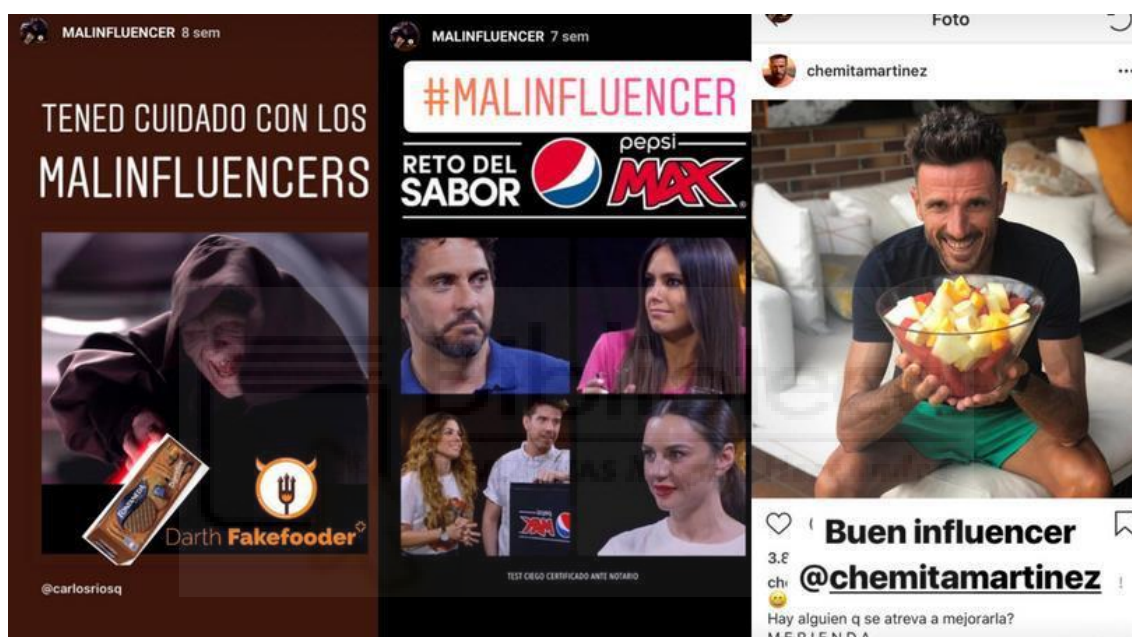 MALINFLUENCER 8 sem
TENED CUIDADO CON LOS
MALINFLUENCERS
Darth Fakefooder
@carlosriosq
MALINFLUENCER 7 sem
#MALINFLUENCER
RETO DEL
SABOR
pepsi
MAX
TEST CIEGO CERTIFICADO ANTE NOTARIO
Foto
chemitamartinez
Buen influencer
@chemitamartinez
Hay alguien q se atreva a mejorarla?
MERIENDA